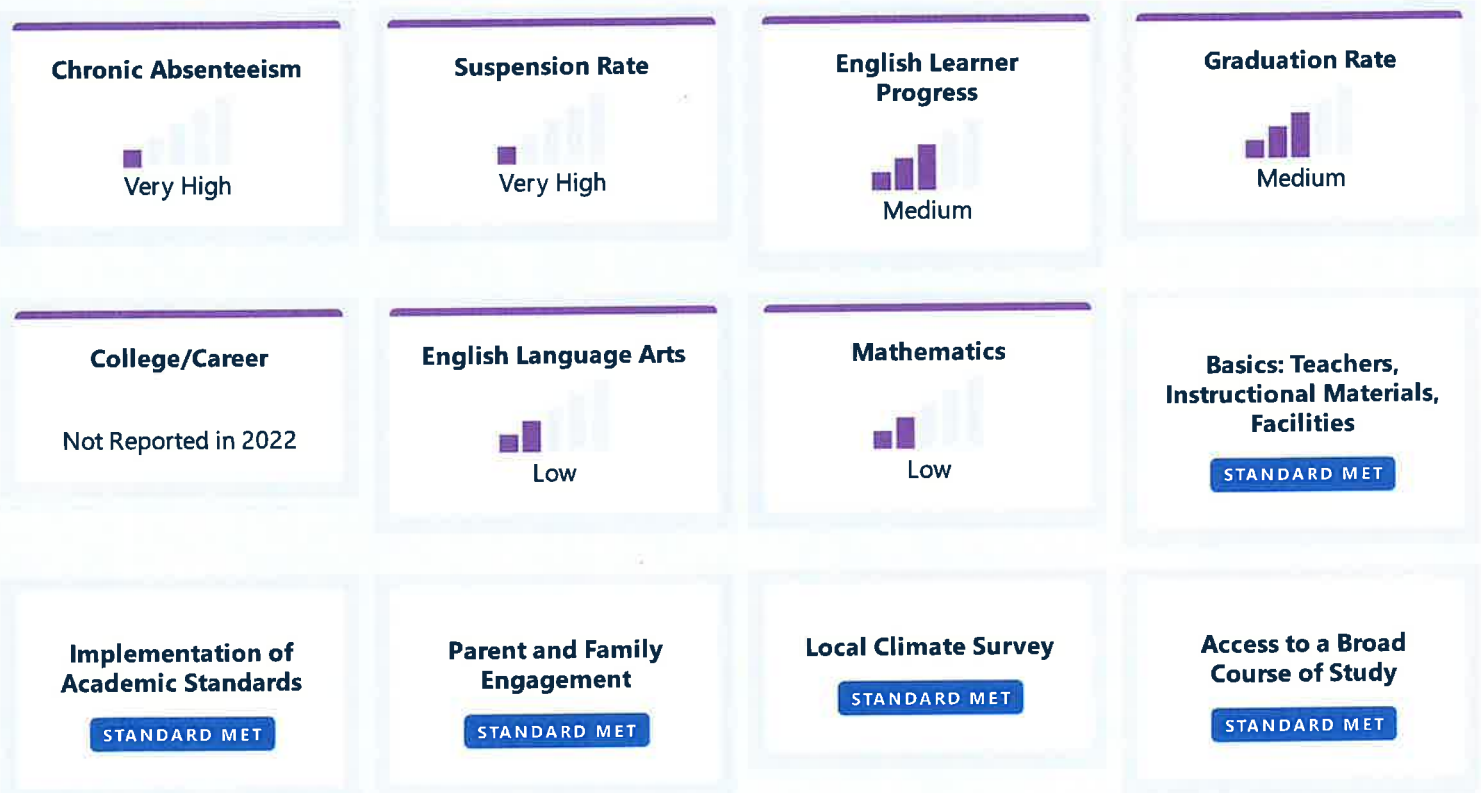 Chronic Absenteeism
Very High
Suspension Rate
Very High
English Learner
Progress
Medium
Graduation Rate
Medium
College/Career
Not Reported in 2022
English Language Arts
Low
Mathematics
Low
Basics: Teachers,
Instructional Materials,
Facilities
STANDARD MET
Implementation of
Academic Standards
STANDARD MET
Parent and Family
Engagement
STANDARD MET
Local Climate Survey
STANDARD MET
Access to a Broad
Course of Study
STANDARD MET